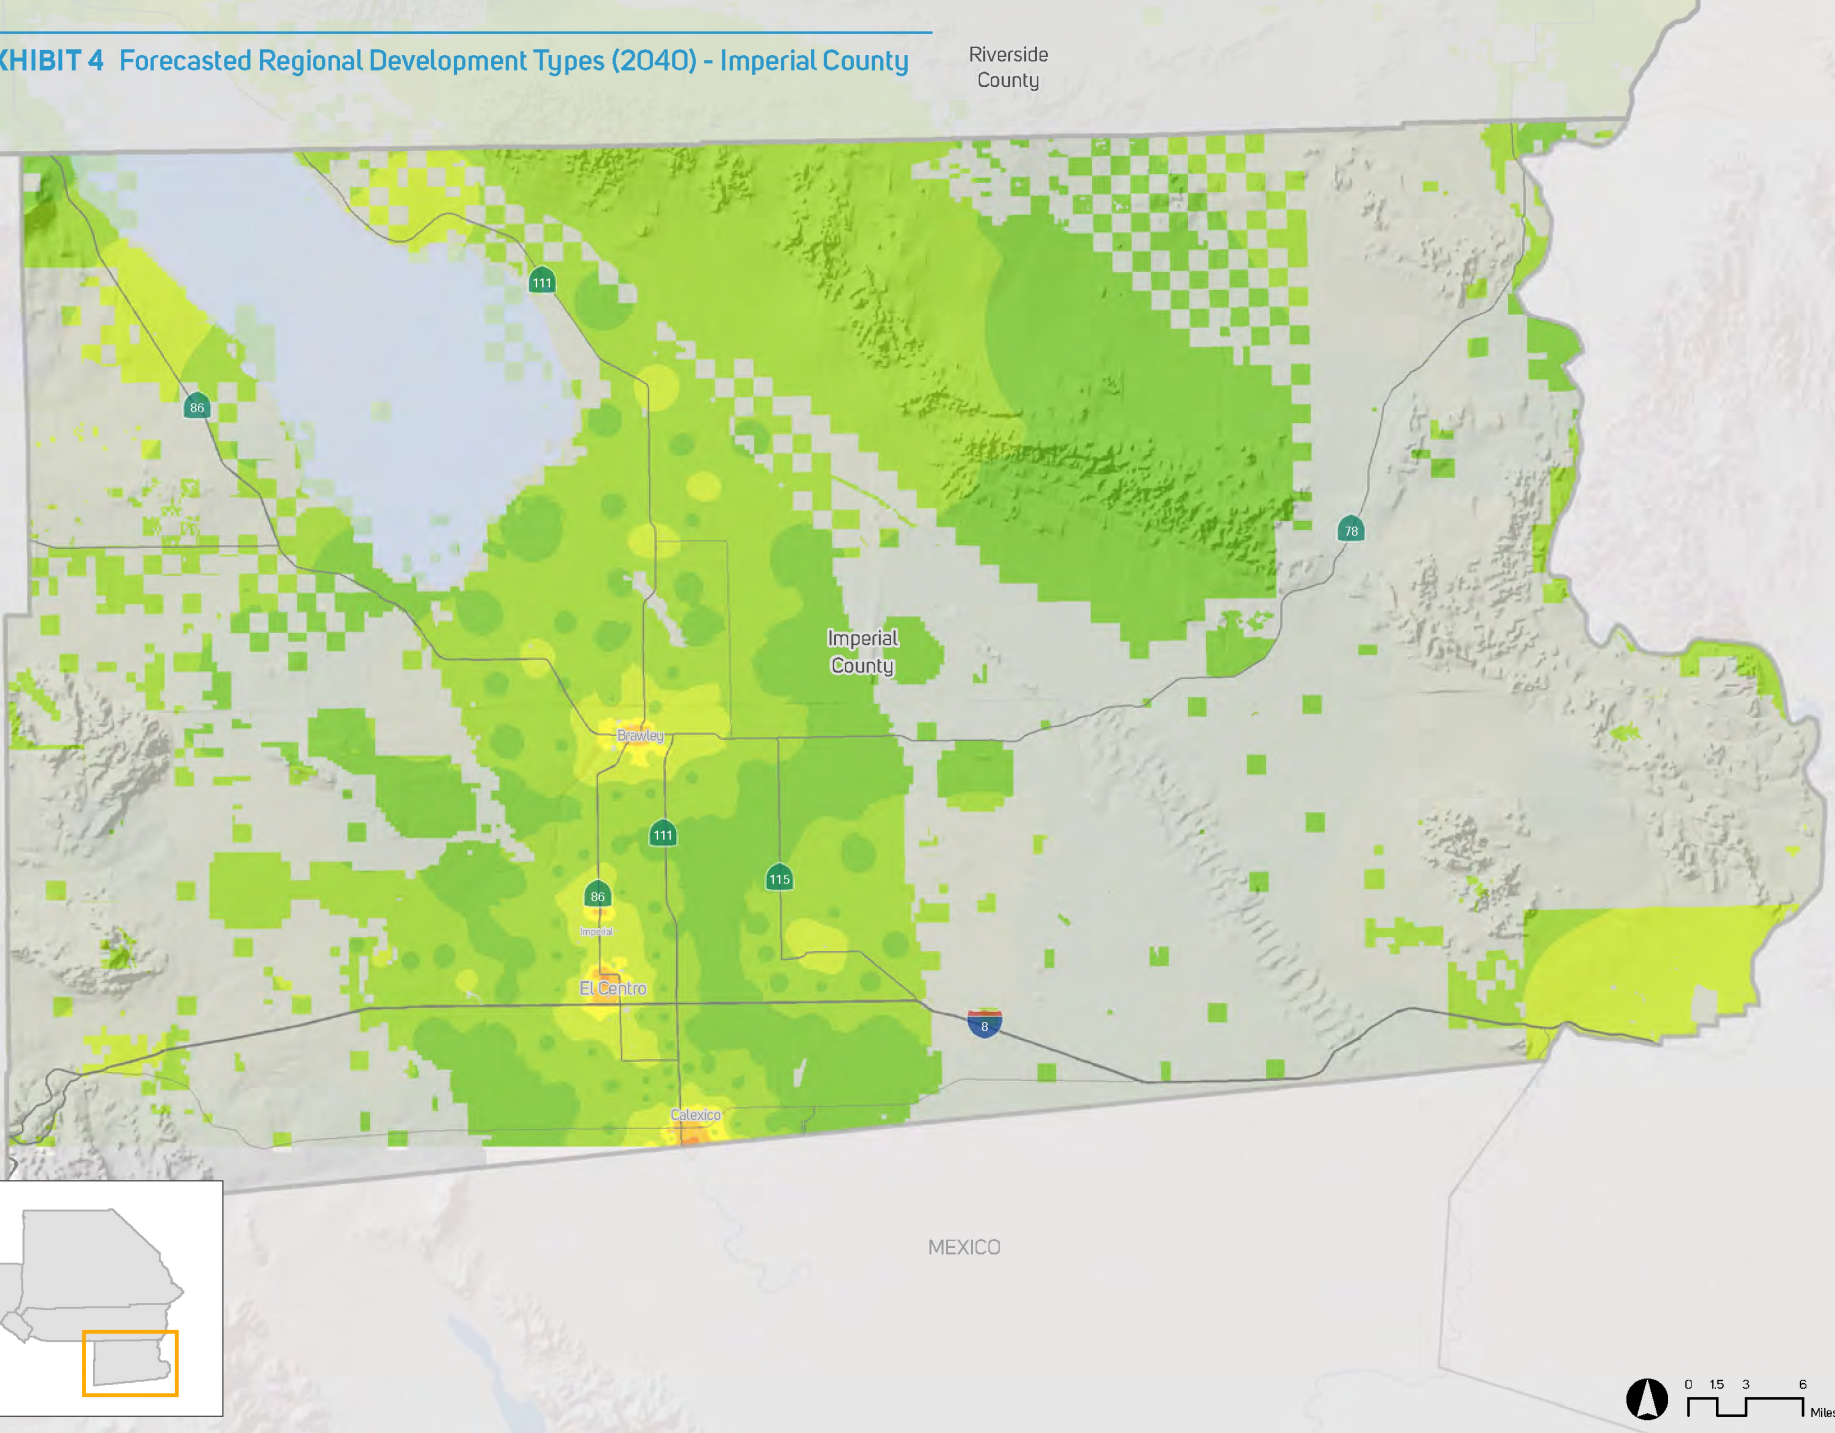 XHIBIT 4 Forecasted Regional Development Types (2040) - Imperial County
Riverside
County
111
86
78
Imperial
County
Brawley
111
115
86
Imperial
El Centro
8
Calexico
MEXICO
0 1.5 3 6
Miles